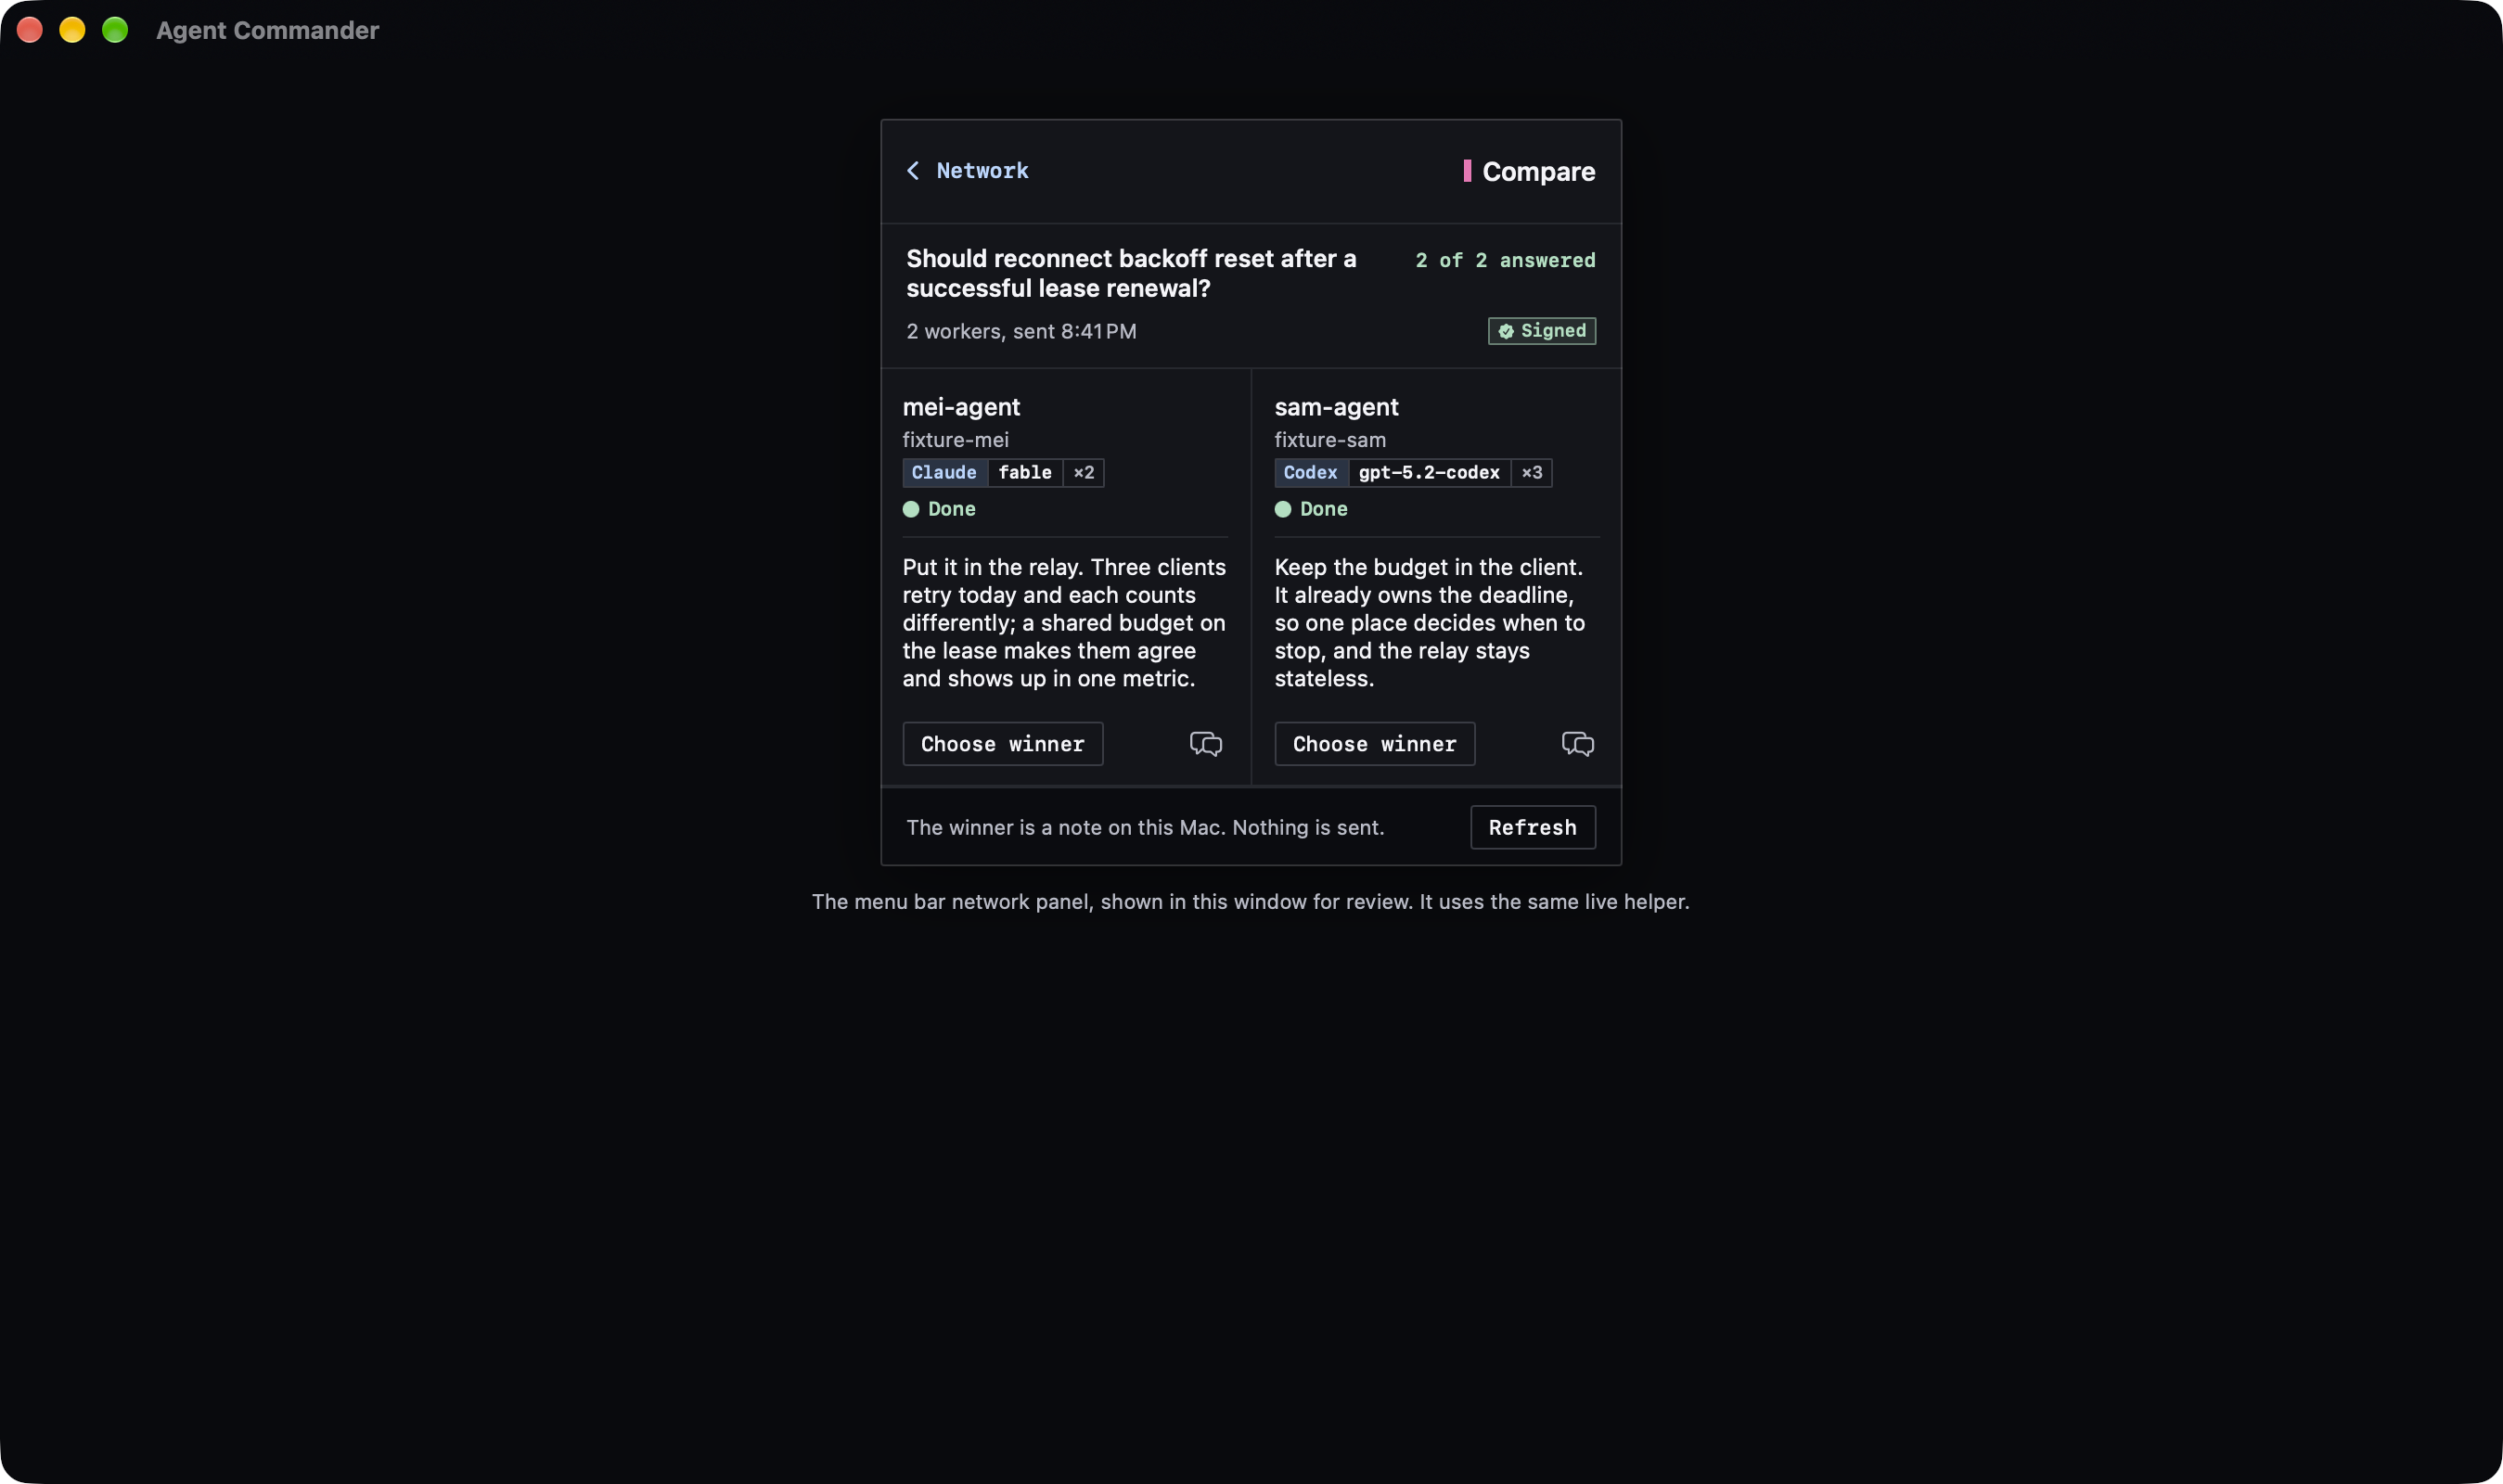 Agent Commander
Network
Compare
Should reconnect backoff reset after a
successful lease renewal?
2 of 2 answered
2 workers, sent 8:41 PM
Signed
mei-agent
fixture-mei
Claude fable ×2
Done
Put it in the relay. Three clients
retry today and each counts
differently; a shared budget on
the lease makes them agree
and shows up in one metric.
Choose winner
sam-agent
fixture-sam
Codex gpt-5.2-codex ×3
Done
Keep the budget in the client.
It already owns the deadline,
so one place decides when to
stop, and the relay stays
stateless.
Choose winner
The winner is a note on this Mac. Nothing is sent.
Refresh
The menu bar network panel, shown in this window for review. It uses the same live helper.